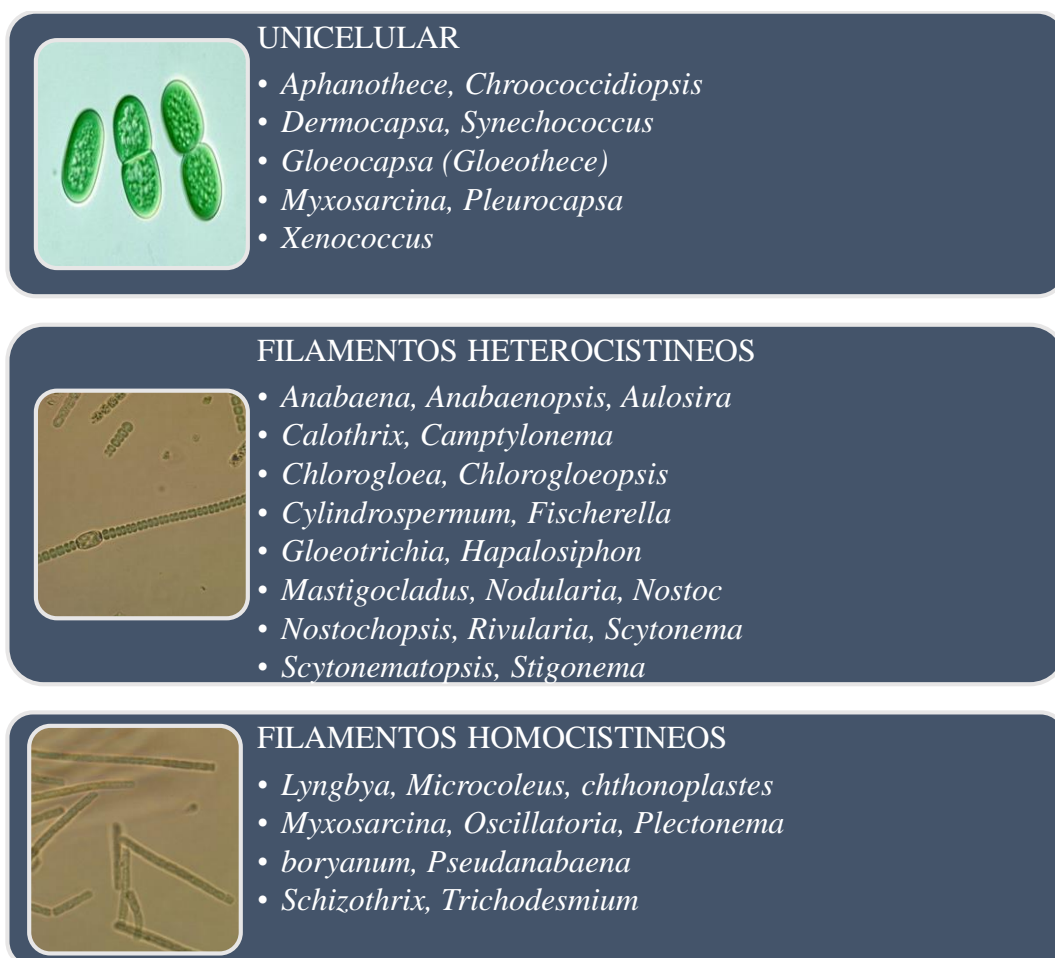 UNICELULAR
• Aphanothece, Chroococcidiopsis
• Dermocapsa, Synechococcus
• Gloeocapsa (Gloeothece)
• Myxosarcina, Pleurocapsa
• Xenococcus
FILAMENTOS HETEROCISTINEOS
• Anabaena, Anabaenopsis, Aulosira
• Calothrix, Camptylonema
• Chlorogloea, Chlorogloeopsis
• Cylindrospermum, Fischerella
• Gloeotrichia, Hapalosiphon
• Mastigocladus, Nodularia, Nostoc
• Nostochopsis, Rivularia, Scytonema
• Scytonematopsis, Stigonema
FILAMENTOS HOMOCISTINEOS
• Lyngbya, Microcoleus, chthonoplastes
• Myxosarcina, Oscillatoria, Plectonema
• boryanum, Pseudanabaena
• Schizothrix, Trichodesmium